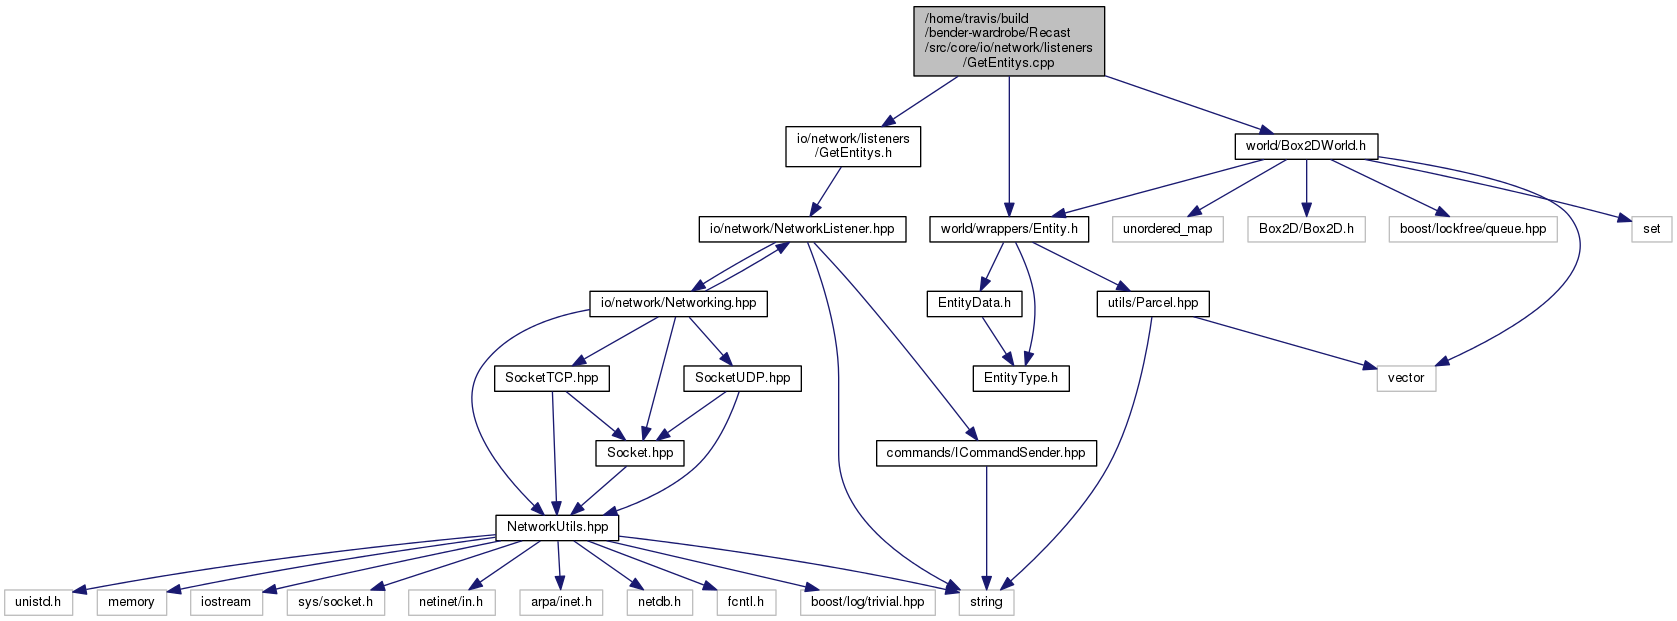 /home/travis/build
/bender-wardrobe/Recast
/src/core/io/network/listeners
/GetEntitys.cpp
io/network/listeners
/GetEntitys.h
world/Box2DWorld.h
io/network/NetworkListener.hpp
world/wrappers/Entity.h
unordered_map
Box2D/Box2D.h
boost/lockfree/queue.hpp
set
io/network/Networking.hpp
EntityData.h
utils/Parcel.hpp
SocketTCP.hpp
SocketUDP.hpp
EntityType.h
vector
Socket.hpp
commands/ICommandSender.hpp
NetworkUtils.hpp
unistd.h
memory
iostream
sys/socket.h
netinet/in.h
arpa/inet.h
netdb.h
fcntl.h
boost/log/trivial.hpp
string